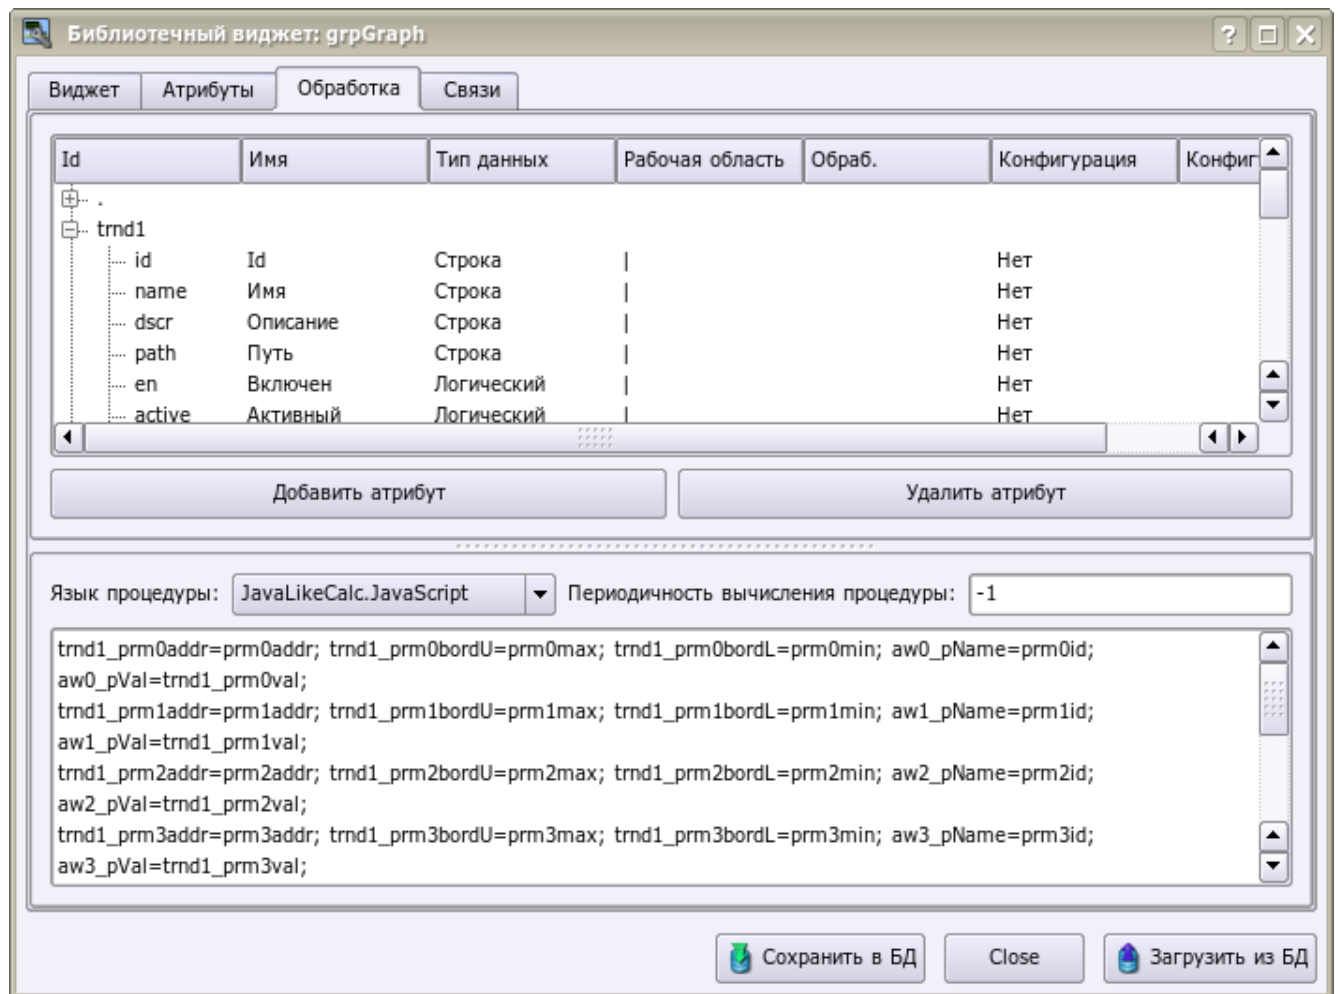 Библиотечный виджет: grpGraph
Виджет Атрибуты Обработка Связи
Id Имя Тип данных Рабочая область Обраб. Конфигурация Конфиг
.
trnd1
id Id Строка | Нет
name Имя Строка | Нет
dscr Описание Строка | Нет
path Путь Строка | Нет
en Включен Логический | Нет
active Активный Логический | Нет
Добавить атрибут Удалить атрибут
Язык процедуры: JavaLikeCalc.JavaScript Периодичность вычисления процедуры: -1
trnd1_prm0addr=prm0addr; trnd1_prm0bordU=prm0max; trnd1_prm0bordL=prm0min; aw0_pName=prm0id;
aw0_pVal=trnd1_prm0val;
trnd1_prm1addr=prm1addr; trnd1_prm1bordU=prm1max; trnd1_prm1bordL=prm1min; aw1_pName=prm1id;
aw1_pVal=trnd1_prm1val;
trnd1_prm2addr=prm2addr; trnd1_prm2bordU=prm2max; trnd1_prm2bordL=prm2min; aw2_pName=prm2id;
aw2_pVal=trnd1_prm2val;
trnd1_prm3addr=prm3addr; trnd1_prm3bordU=prm3max; trnd1_prm3bordL=prm3min; aw3_pName=prm3id;
aw3_pVal=trnd1_prm3val;
Сохранить в БД Close Загрузить из БД